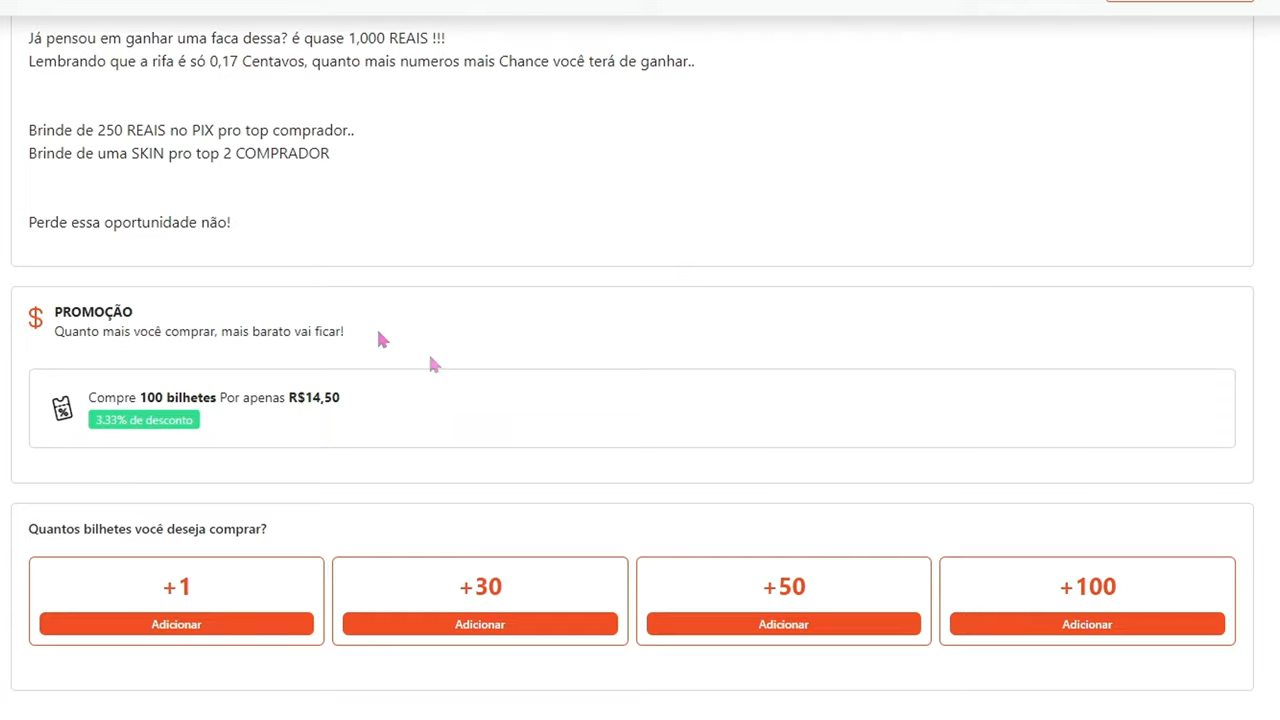 Já pensou em ganhar uma faca dessa? é quase 1,000 REAIS !!!
Lembrando que a rifa é só 0,17 Centavos, quanto mais numeros mais Chance você terá de ganhar..
Brinde de 250 REAIS no PIX pro top comprador..
Brinde de uma SKIN pro top 2 COMPRADOR
Perde essa oportunidade não!
$ PROMOÇÃO
Quanto mais você comprar, mais barato vai ficar!
Compre 100 bilhetes Por apenas R$14,50
% 3.33% de desconto
Quantos bilhetes você deseja comprar?
+1 +30 +50 +100
Adicionar Adicionar Adicionar Adicionar